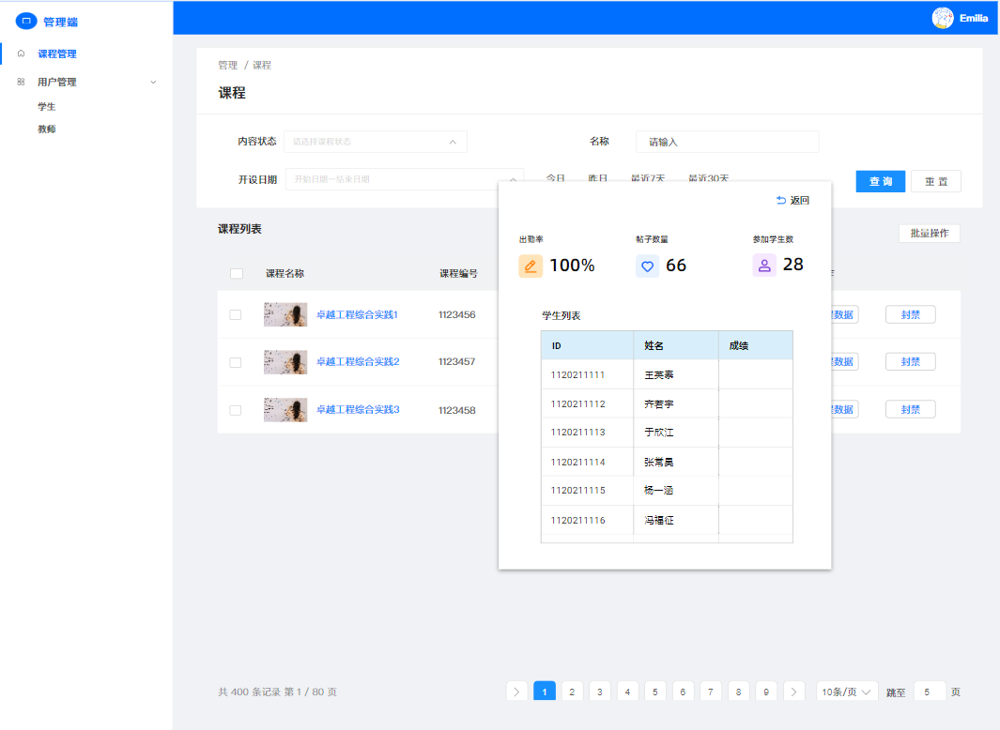 管理端
Emilia
课程管理
用户管理
学生
教师
管理 / 课程
课程
内容状态 请选择课程状态
名称 请输入
开设日期 开始日期~结束日期
今日 昨日 最近7天 最近30天
查 询 重 置
课程列表
批量操作
课程名称 课程编号
卓越工程综合实践1 1123456 数据 封禁
卓越工程综合实践2 1123457 数据 封禁
卓越工程综合实践3 1123458 数据 封禁
返回
出勤率 帖子数量 参加学生数
100% 66 28
学生列表
ID 姓名 成绩
1120211111 王英泰
1120211112 齐若宇
1120211113 于欣江
1120211114 张常昊
1120211115 杨一涵
1120211116 冯福征
共 400 条记录 第 1 / 80 页
1 2 3 4 5 6 7 8 9 10条/页 跳至 5 页